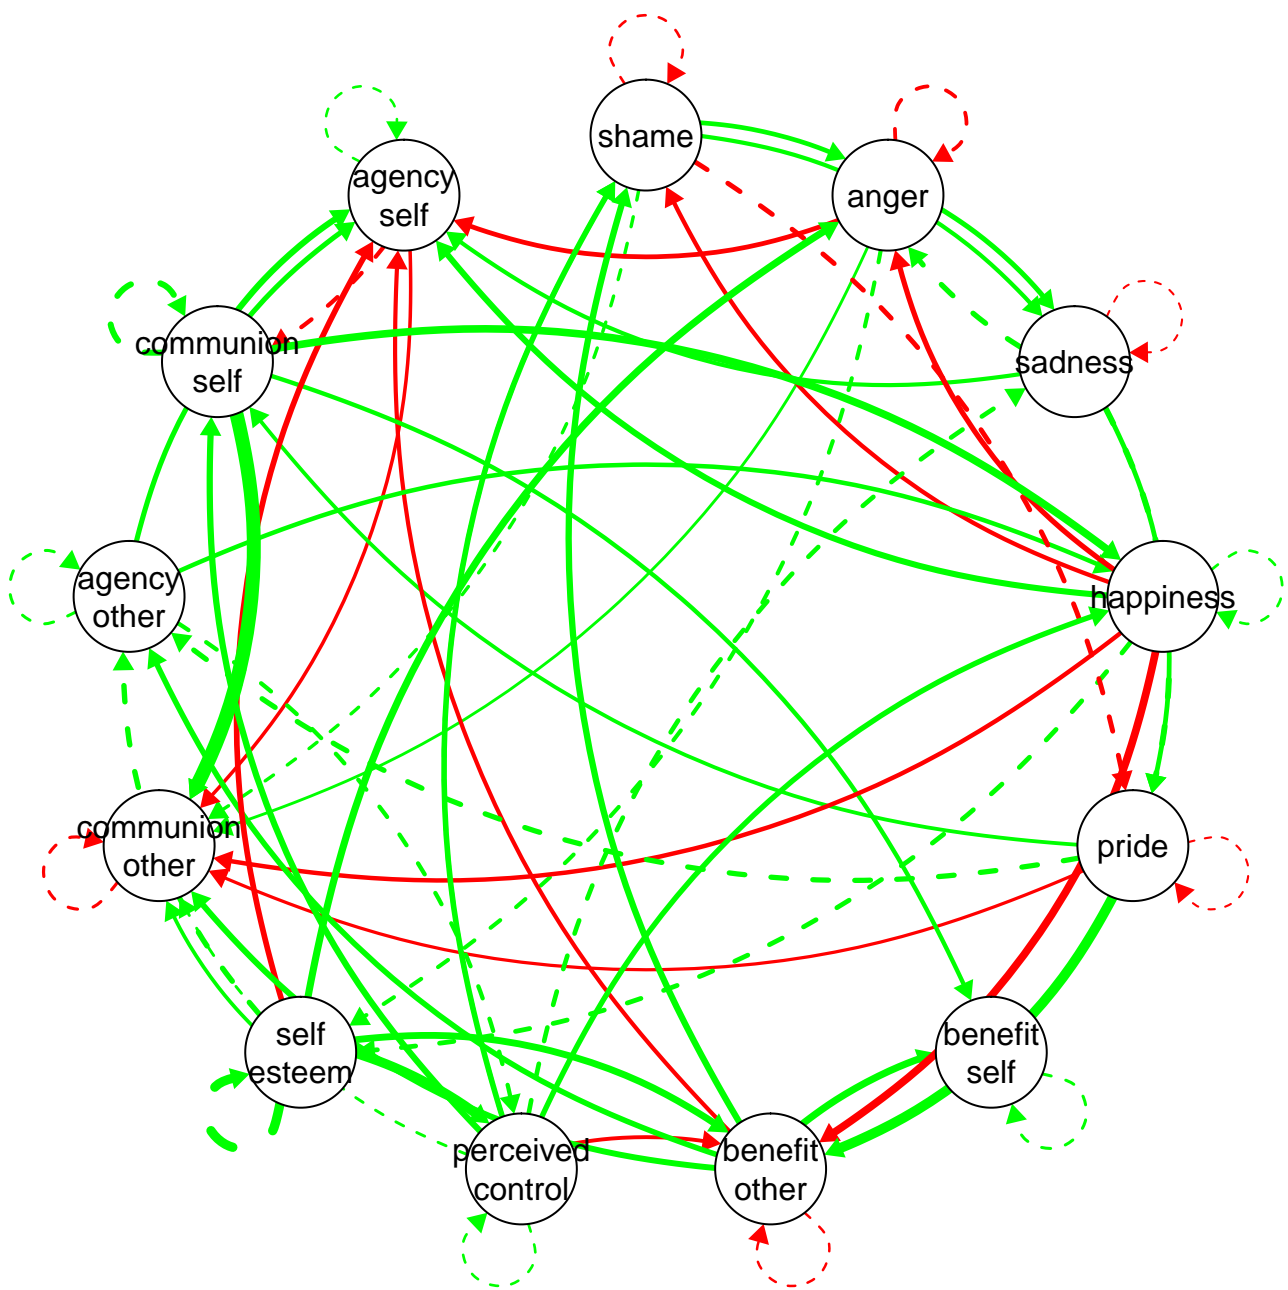 shame
agency
self
anger
communion
self
sadness
agency
other
happiness
communion
other
pride
self
esteem
benefit
self
perceived
control
benefit
other